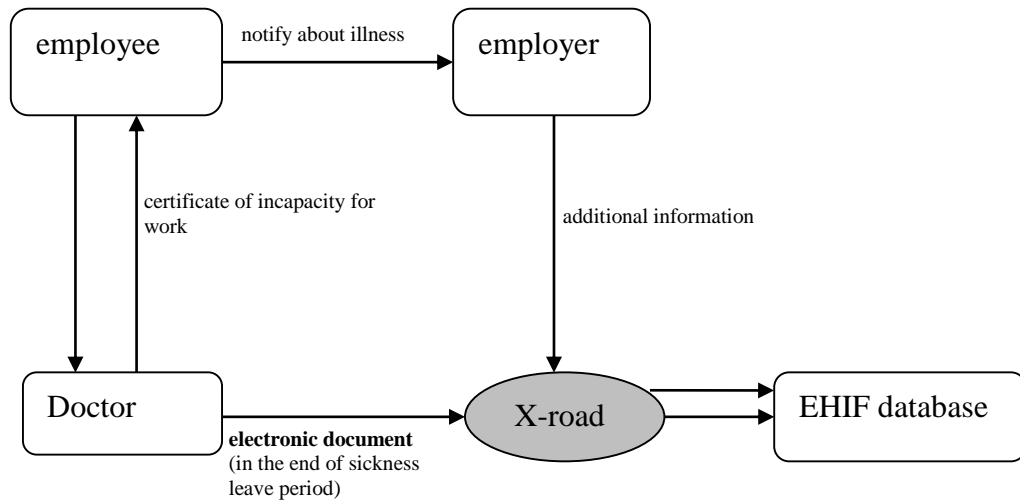 employee
notify about illness
employer
certificate of incapacity for
work
additional information
Doctor
X-road
EHIF database
electronic document
(in the end of sickness
leave period)